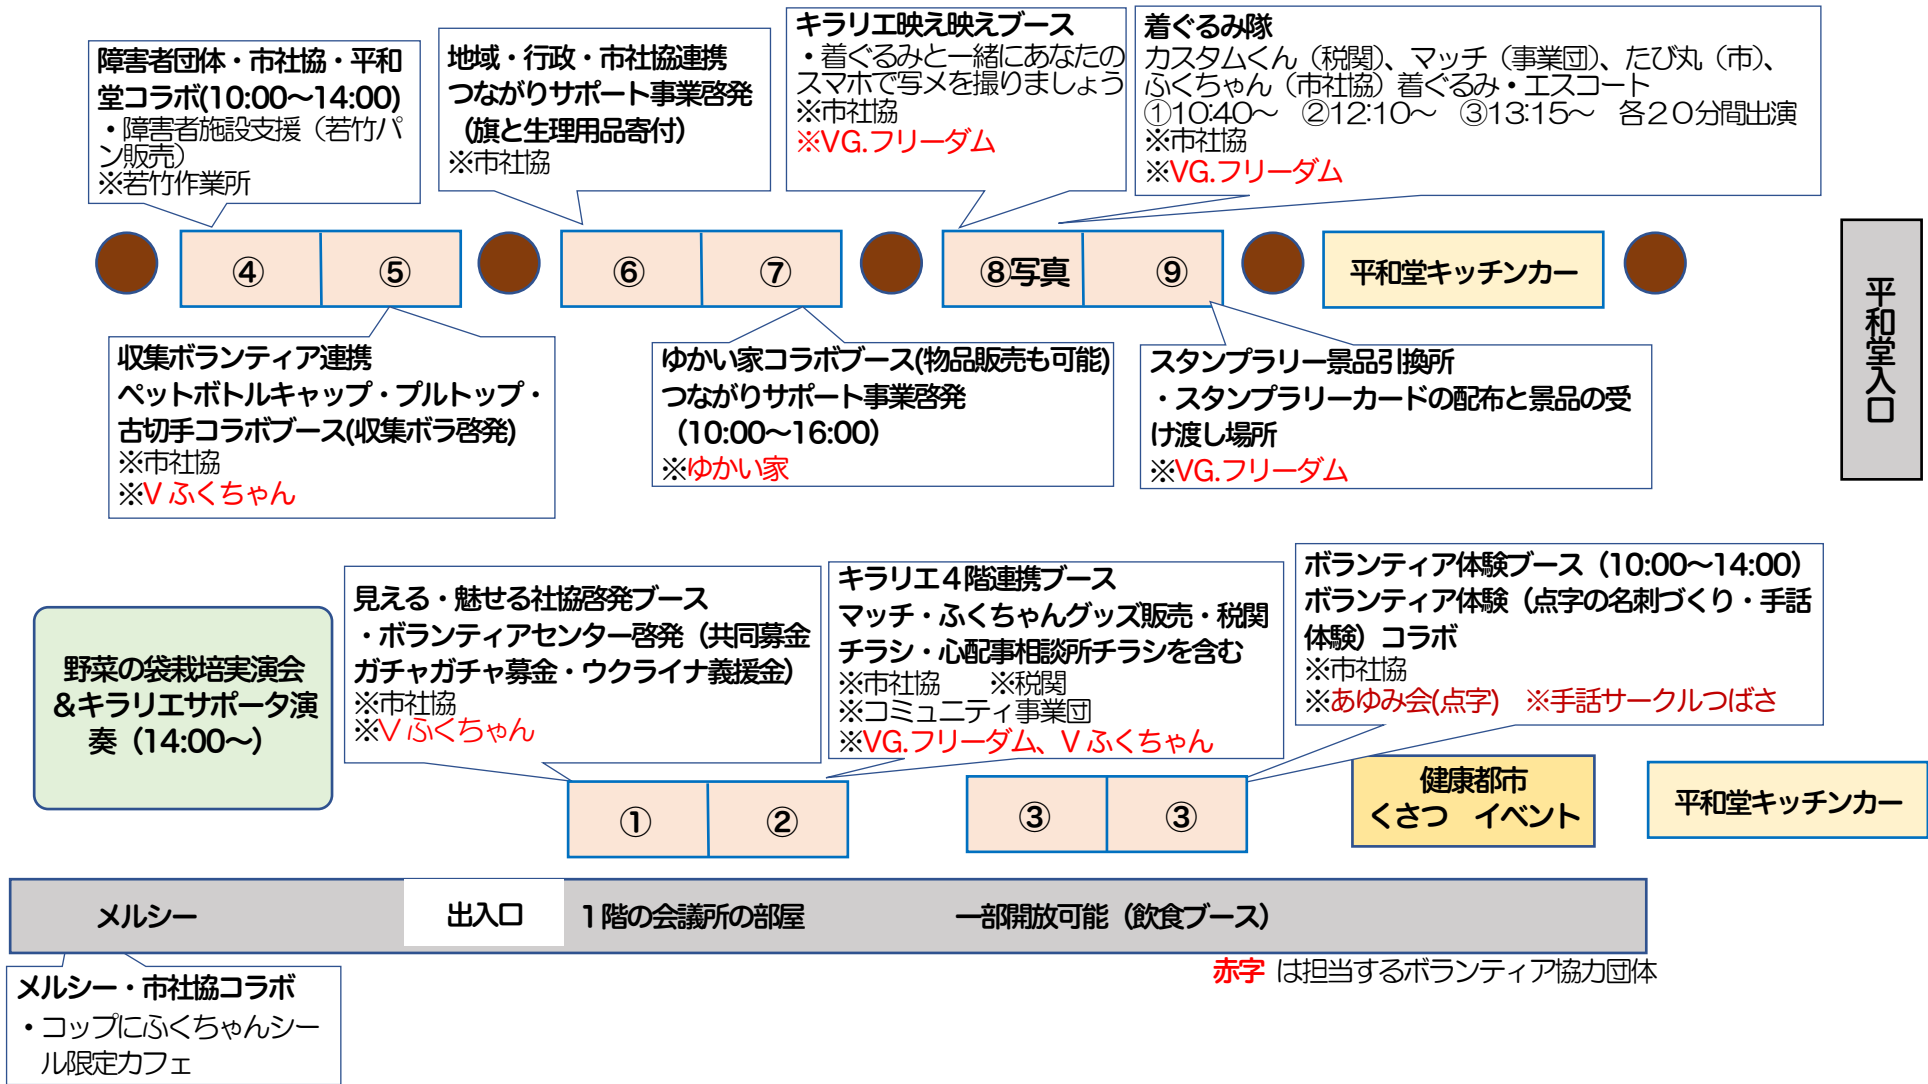 障害者団体・市社協・平和
堂コラボ(10:00～14:00)
・障害者施設支援（若竹パ
ン販売）
※若竹作業所
地域・行政・市社協連携
つながりサポート事業啓発
（旗と生理用品寄付）
※市社協
キラリエ映え映えブース
・着ぐるみと一緒にあなたの
スマホで写メを撮りましょう
※市社協
※VG.フリーダム
着ぐるみ隊
カスタムくん（税関）、マッチ（事業団）、たび丸（市）、
ふくちゃん（市社協）着ぐるみ・エスコート
①10:40～　②12:10～　③13:15～　各２０分間出演
※市社協
※VG.フリーダム
④
⑤
⑥
⑦
⑧写真
⑨
平和堂キッチンカー
平和堂入口
収集ボランティア連携
ペットボトルキャップ・プルトップ・
古切手コラボブース(収集ボラ啓発)
※市社協
※V ふくちゃん
ゆかい家コラボブース(物品販売も可能)
つながりサポート事業啓発
（10:00～16:00）
※ゆかい家
スタンプラリー景品引換所
・スタンプラリーカードの配布と景品の受
け渡し場所
※VG.フリーダム
野菜の袋栽培実演会
＆キラリエサポータ演
奏（14:00～）
見える・魅せる社協啓発ブース
・ボランティアセンター啓発（共同募金
ガチャガチャ募金・ウクライナ義援金）
※市社協
※V ふくちゃん
キラリエ４階連携ブース
マッチ・ふくちゃんグッズ販売・税関
チラシ・心配事相談所チラシを含む
※市社協　　※税関
※コミュニティ事業団
※VG.フリーダム、V ふくちゃん
ボランティア体験ブース（10:00～14:00）
ボランティア体験（点字の名刺づくり・手話
体験）コラボ
※市社協
※あゆみ会(点字)　※手話サークルつばさ
①
②
③
③
健康都市
くさつ　イベント
平和堂キッチンカー
メルシー
出入口
１階の会議所の部屋
一部開放可能（飲食ブース）
赤字 は担当するボランティア協力団体
メルシー・市社協コラボ
・コップにふくちゃんシー
ル限定カフェ